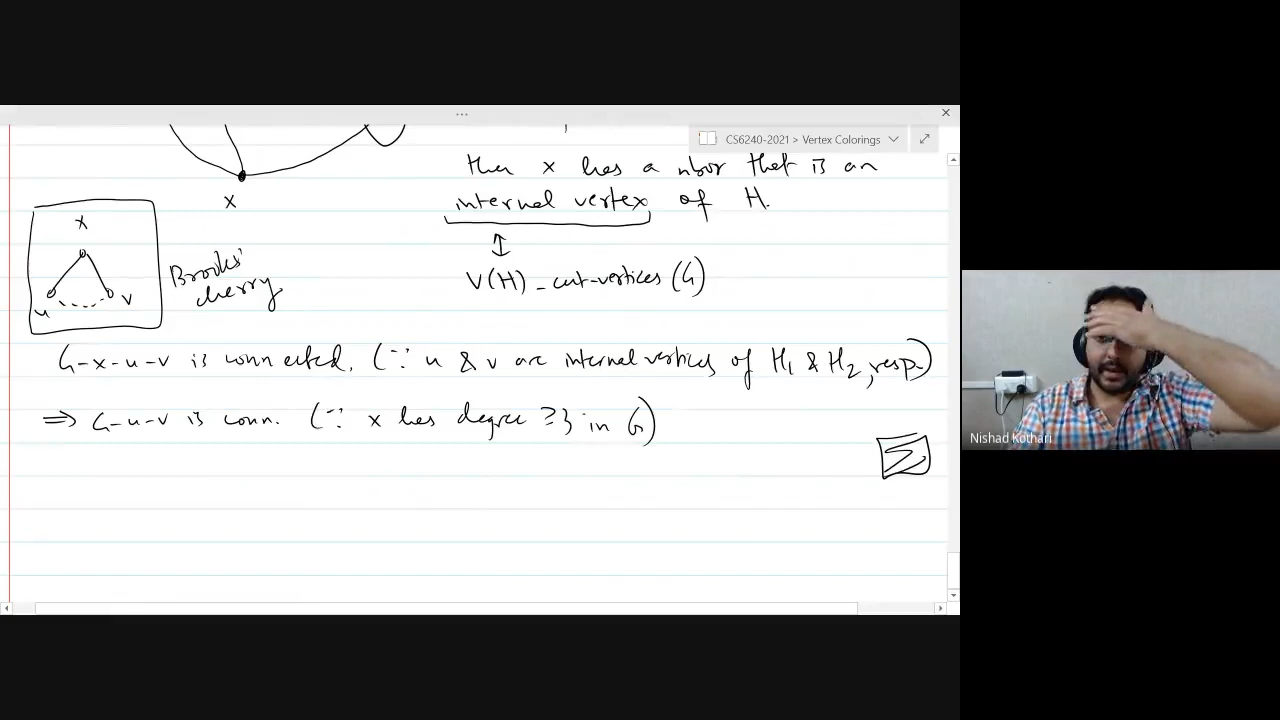 CS6240-2021 > Vertex Colorings
then x has a nbor that is an
internal vertex of H.
x
x
Brooks'
cherry
u
v
V(H) - cut-vertices (G)
G-x-u-v is connected. (∵ u & v are internal vertices of H1 & H2, resp.)
⇒ G-u-v is conn. (∵ x has degree ≥3 in G)
Nishad Kothari